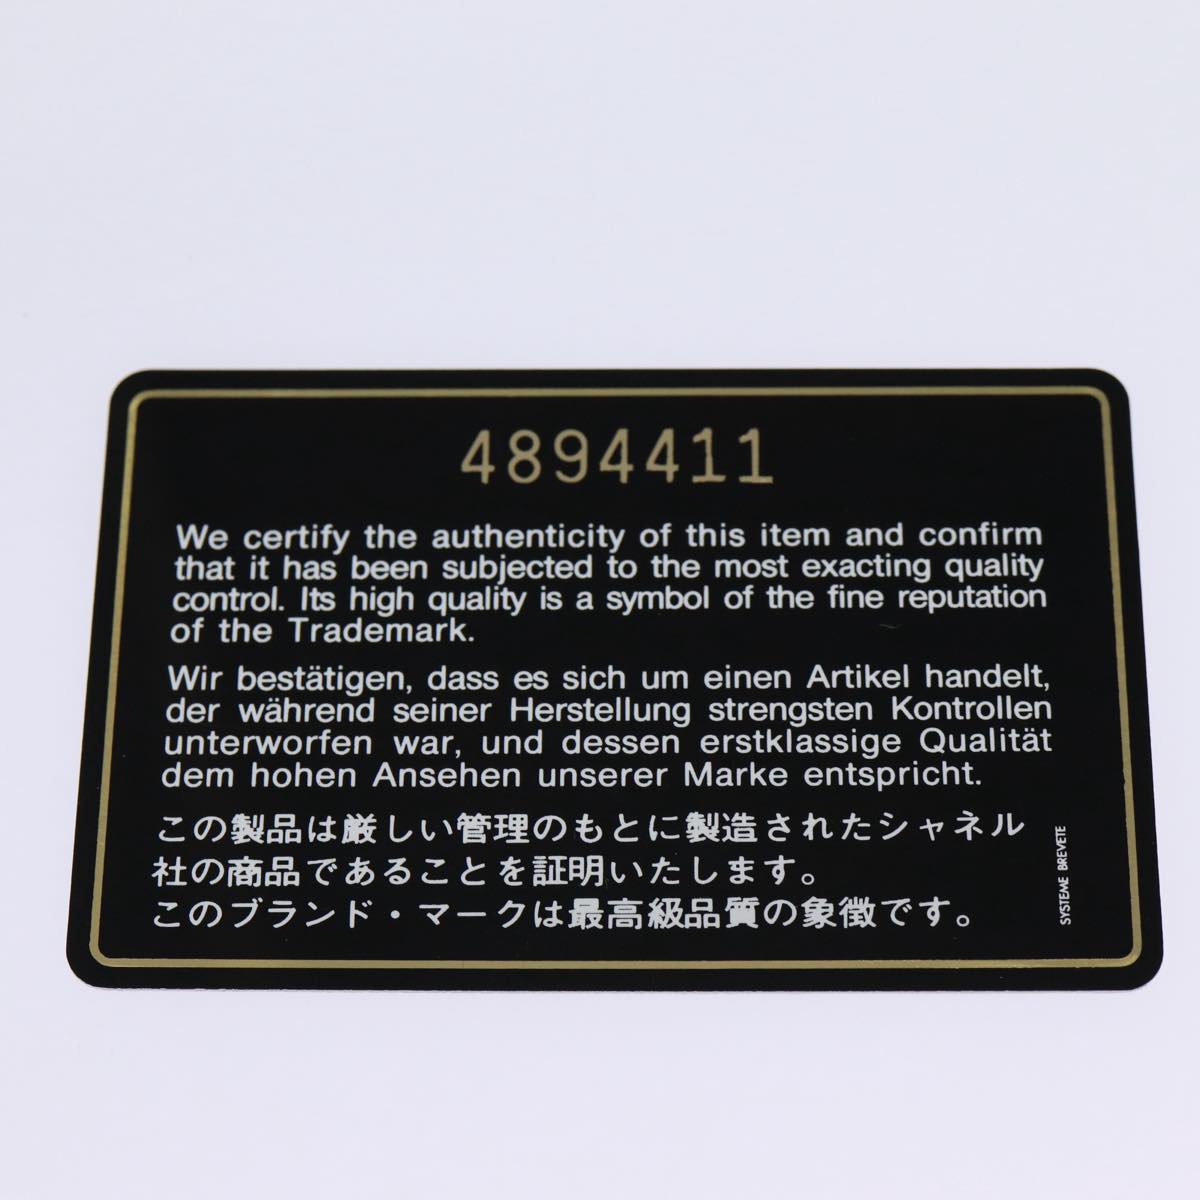 4894411
We certify the authenticity of this item and confirm
that it has been subjected to the most exacting quality
control. Its high quality is a symbol of the fine reputation
of the Trademark.
Wir bestätigen, dass es sich um einen Artikel handelt,
der während seiner Herstellung strengsten Kontrollen
unterworfen war, und dessen erstklassige Qualität
dem hohen Ansehen unserer Marke entspricht.
この製品は厳しい管理のもとに製造されたシャネル
社の商品であることを証明いたします。
このブランド・マークは最高級品質の象徴です。
SYSTEME BREVETE